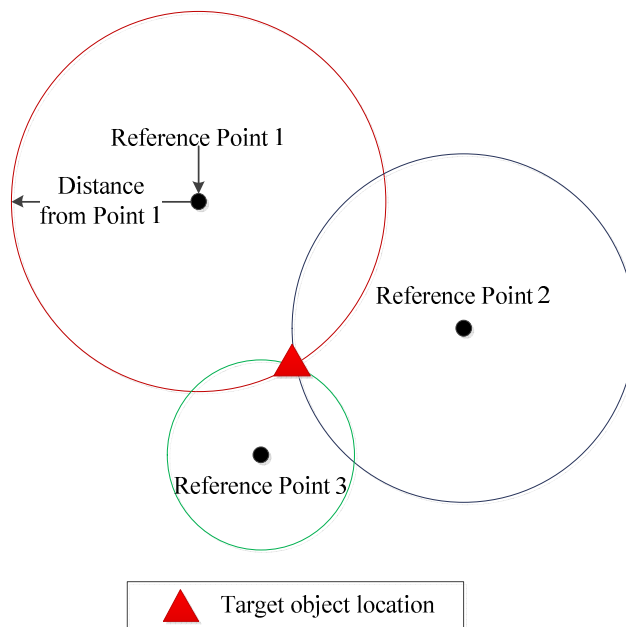 Reference Point 1
Distance
from Point 1
Reference Point 2
Reference Point 3
Target object location